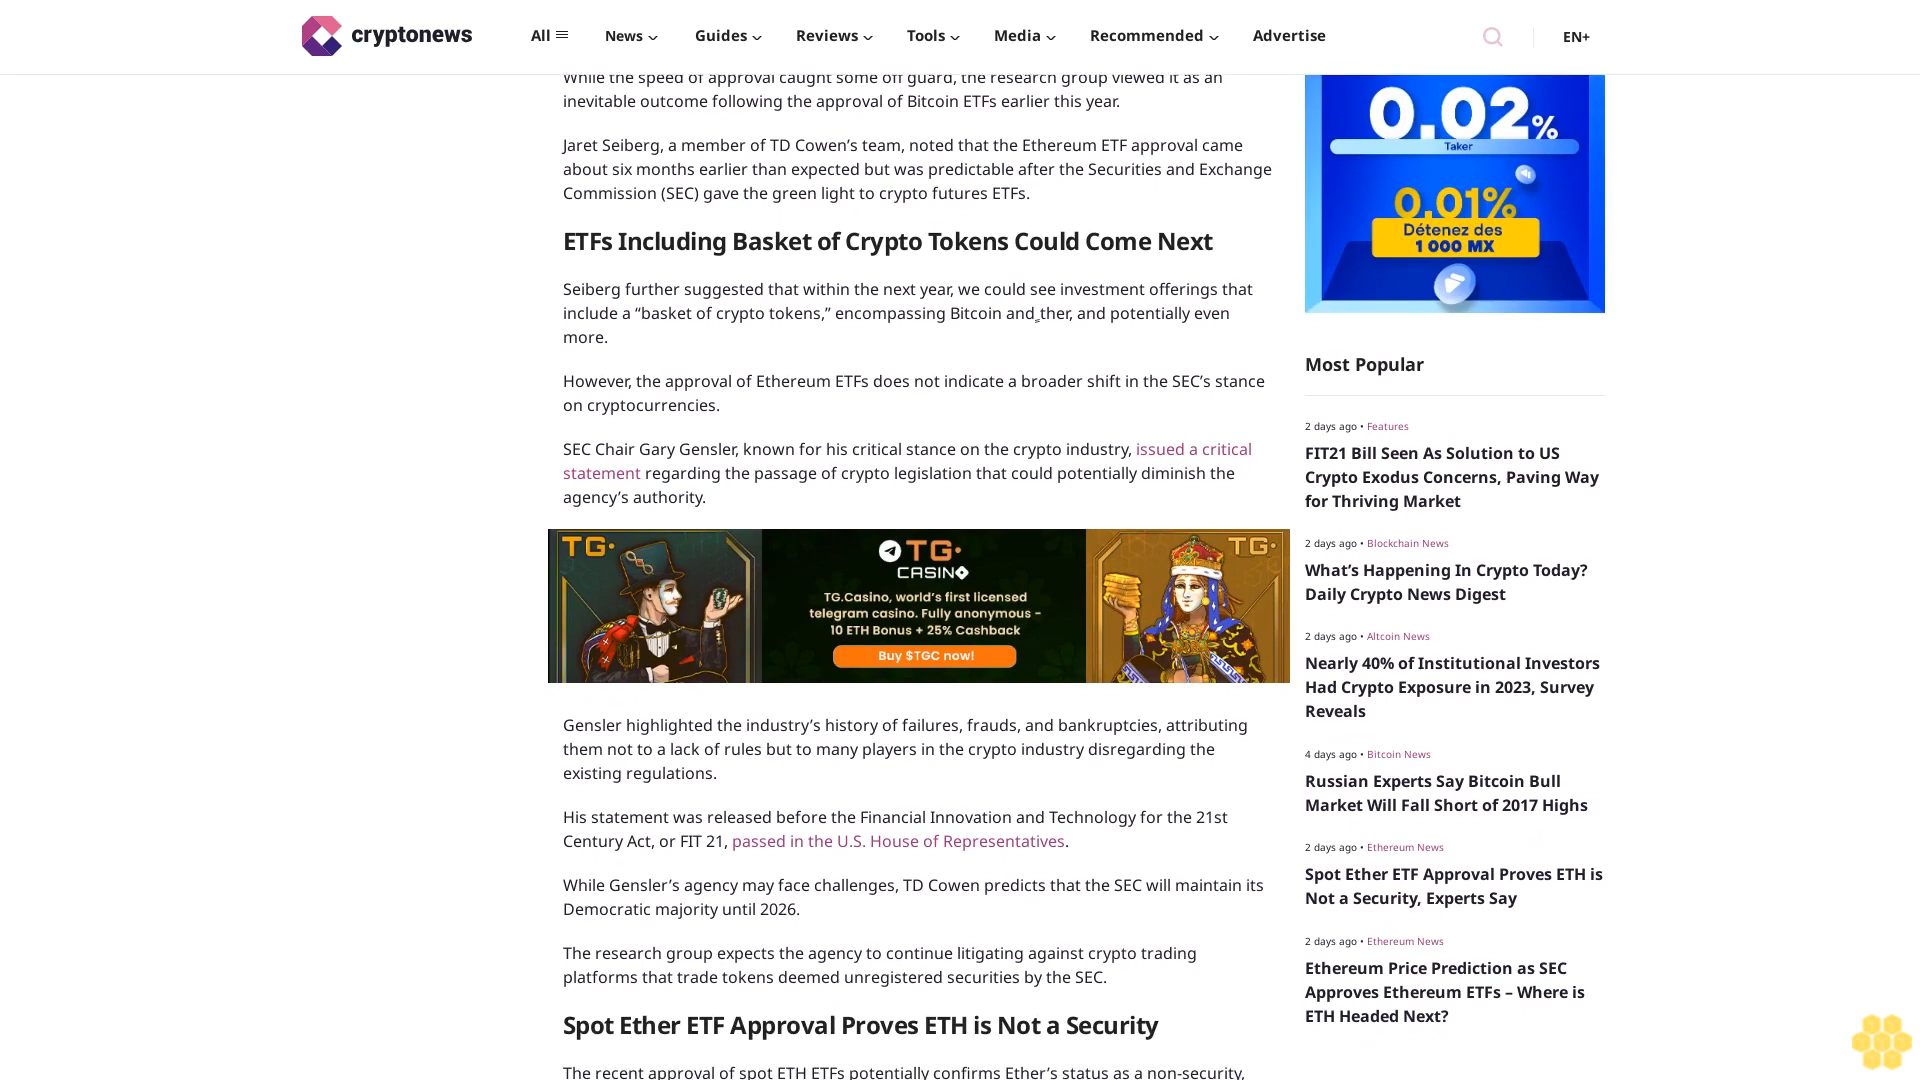 cryptonews
All
News
Guides
Reviews
Tools
Media
Recommended
Advertise
EN+
While the speed of approval caught some off guard, the research group viewed it as an
inevitable outcome following the approval of Bitcoin ETFs earlier this year.
Jaret Seiberg, a member of TD Cowen’s team, noted that the Ethereum ETF approval came
about six months earlier than expected but was predictable after the Securities and Exchange
Commission (SEC) gave the green light to crypto futures ETFs.
ETFs Including Basket of Crypto Tokens Could Come Next
Seiberg further suggested that within the next year, we could see investment offerings that
include a “basket of crypto tokens,” encompassing Bitcoin and ther, and potentially even
more.
However, the approval of Ethereum ETFs does not indicate a broader shift in the SEC’s stance
on cryptocurrencies.
SEC Chair Gary Gensler, known for his critical stance on the crypto industry, issued a critical
statement regarding the passage of crypto legislation that could potentially diminish the
agency’s authority.
TG.
TG.
CASINO
TG.Casino, world’s first licensed
telegram casino. Fully anonymous -
10 ETH Bonus + 25% Cashback
Buy $TGC now!
TG.
Gensler highlighted the industry’s history of failures, frauds, and bankruptcies, attributing
them not to a lack of rules but to many players in the crypto industry disregarding the
existing regulations.
His statement was released before the Financial Innovation and Technology for the 21st
Century Act, or FIT 21, passed in the U.S. House of Representatives.
While Gensler’s agency may face challenges, TD Cowen predicts that the SEC will maintain its
Democratic majority until 2026.
The research group expects the agency to continue litigating against crypto trading
platforms that trade tokens deemed unregistered securities by the SEC.
Spot Ether ETF Approval Proves ETH is Not a Security
The recent approval of spot ETH ETFs potentially confirms Ether’s status as a non-security,
0.02%
Taker
0.01%
Détenez des
1 000 MX
Most Popular
2 days ago • Features
FIT21 Bill Seen As Solution to US
Crypto Exodus Concerns, Paving Way
for Thriving Market
2 days ago • Blockchain News
What’s Happening In Crypto Today?
Daily Crypto News Digest
2 days ago • Altcoin News
Nearly 40% of Institutional Investors
Had Crypto Exposure in 2023, Survey
Reveals
4 days ago • Bitcoin News
Russian Experts Say Bitcoin Bull
Market Will Fall Short of 2017 Highs
2 days ago • Ethereum News
Spot Ether ETF Approval Proves ETH is
Not a Security, Experts Say
2 days ago • Ethereum News
Ethereum Price Prediction as SEC
Approves Ethereum ETFs – Where is
ETH Headed Next?